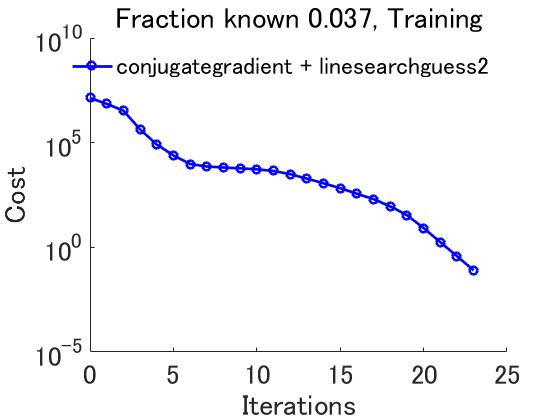 Fraction known 0.037, Training
10^10
conjugategradient + linesearchguess2
10^5
Cost
10^0
10^-5
0 5 10 15 20 25
Iterations